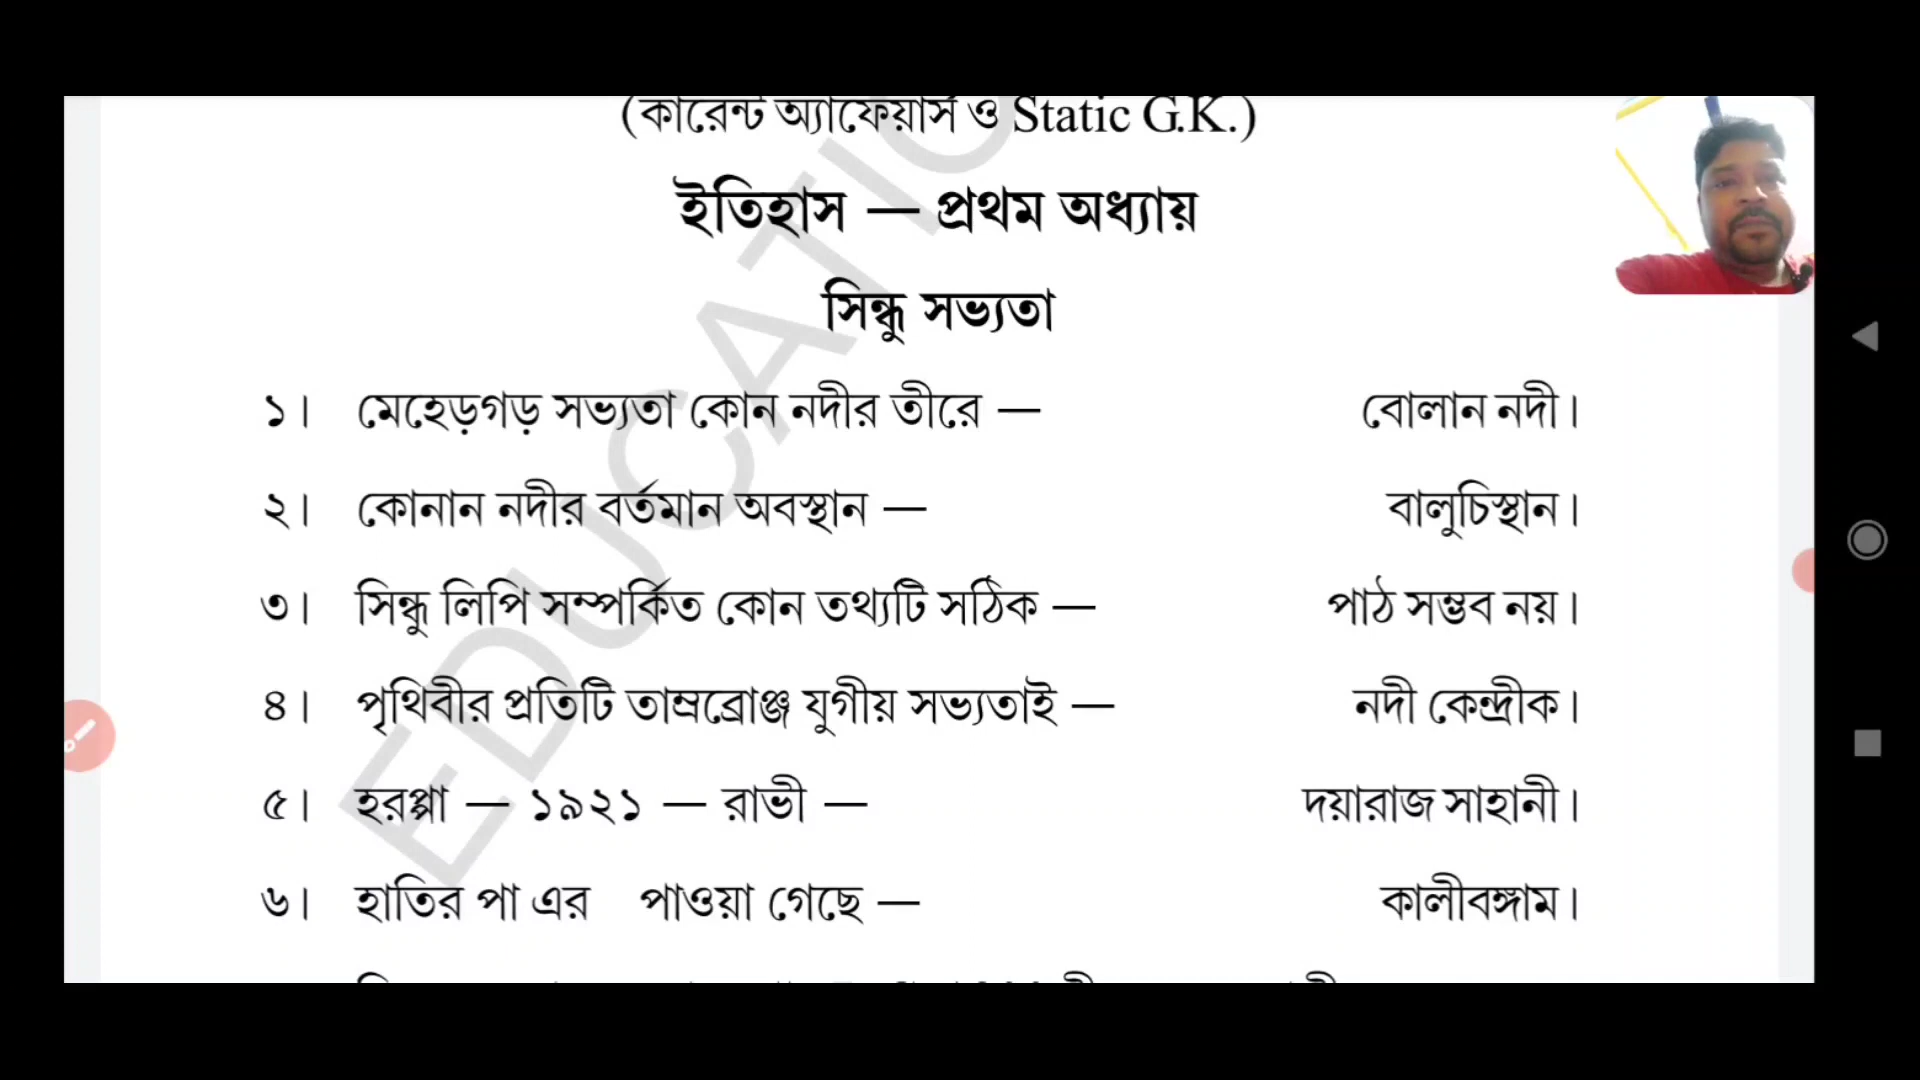 (কারেন্ট অ্যাফেয়ার্স ও Static G.K.)
ইতিহাস — প্রথম অধ্যায়
সিন্ধু সভ্যতা
১। মেহেড়গড় সভ্যতা কোন নদীর তীরে — বোলান নদী।
২। কোনান নদীর বর্তমান অবস্থান — বালুচিস্থান।
৩। সিন্ধু লিপি সম্পর্কিত কোন তথ্যটি সঠিক — পাঠ সম্ভব নয়।
৪। পৃথিবীর প্রতিটি তাম্রব্রোঞ্জ যুগীয় সভ্যতাই — নদী কেন্দ্রীক।
৫। হরপ্পা — ১৯২১ — রাভী — দয়ারাজ সাহানী।
৬। হাতির পা এর পাওয়া গেছে — কালীবঙ্গাম।
EDUCATIO